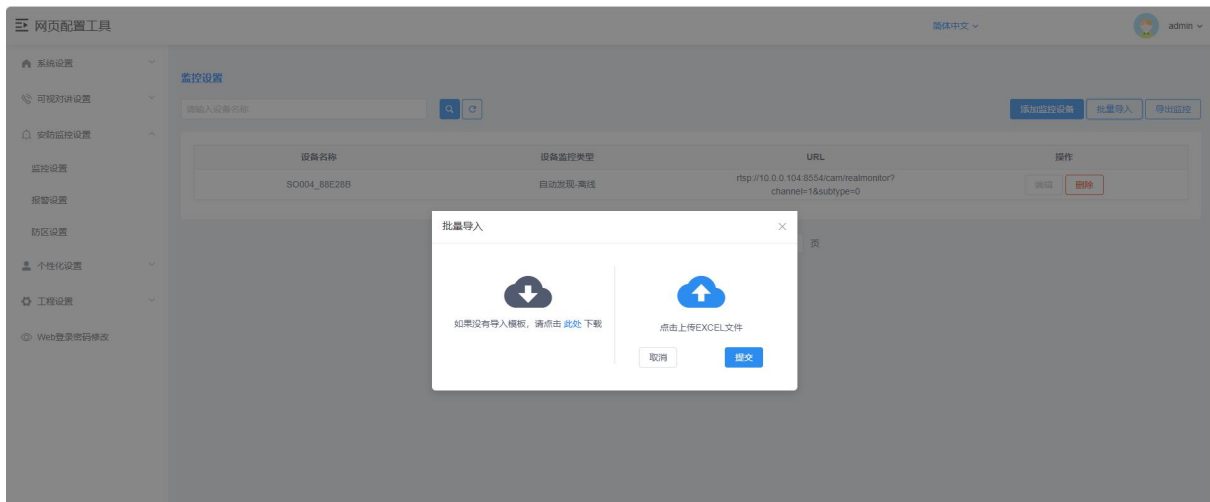 网页配置工具
简体中文
admin
系统设置
可视对讲设置
安防监控设置
监控设置
报警设置
防区设置
个性化设置
工程设置
Web登录密码修改
监控设置
请输入设备名称
添加监控设备
批量导入
导出监控
设备名称
设备监控类型
URL
操作
SO004_88E28B
自动发现-离线
rtsp://10.0.0.104:8554/cam/realmonitor?
channel=1&subtype=0
编辑
删除
页
批量导入
如果没有导入模板，请点击 此处 下载
点击上传EXCEL文件
取消
提交